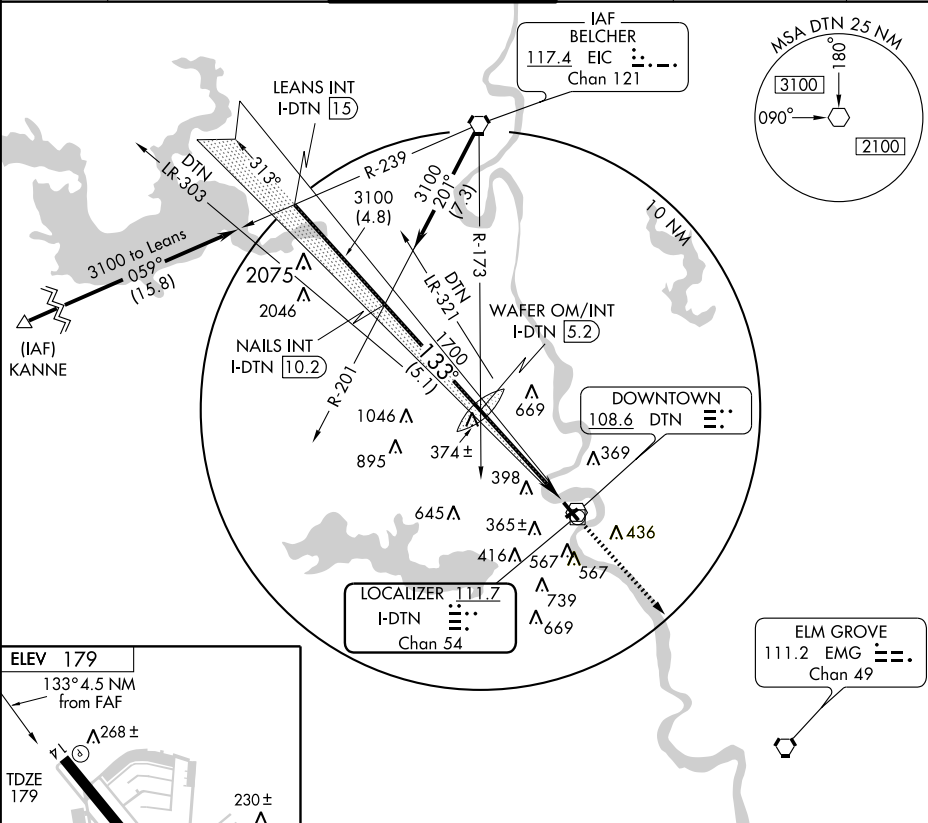 IAF
BELCHER
117.4 EIC
Chan 121
MSA DTN 25 NM
180°
3100
090°
2100
LEANS INT
I-DTN 15
313°
R-239
DTN
LR-303
3100
(4.8)
3100
201°
(7.3)
R-173
10 NM
3100 to Leans
059°
(15.8)
(IAF)
KANNE
2075
2046
DTN
LR-321
WAFER OM/INT
I-DTN 5.2
NAILS INT
I-DTN 10.2
R-201
1700
133°
(5.1)
669
DOWNTOWN
108.6 DTN
1046
895
374±
369
398
645
365±
436
416
567
567
739
669
LOCALIZER 111.7
I-DTN
Chan 54
ELM GROVE
111.2 EMG
Chan 49
ELEV 179
133° 4.5 NM
from FAF
268±
14
P
TDZE
179
230±